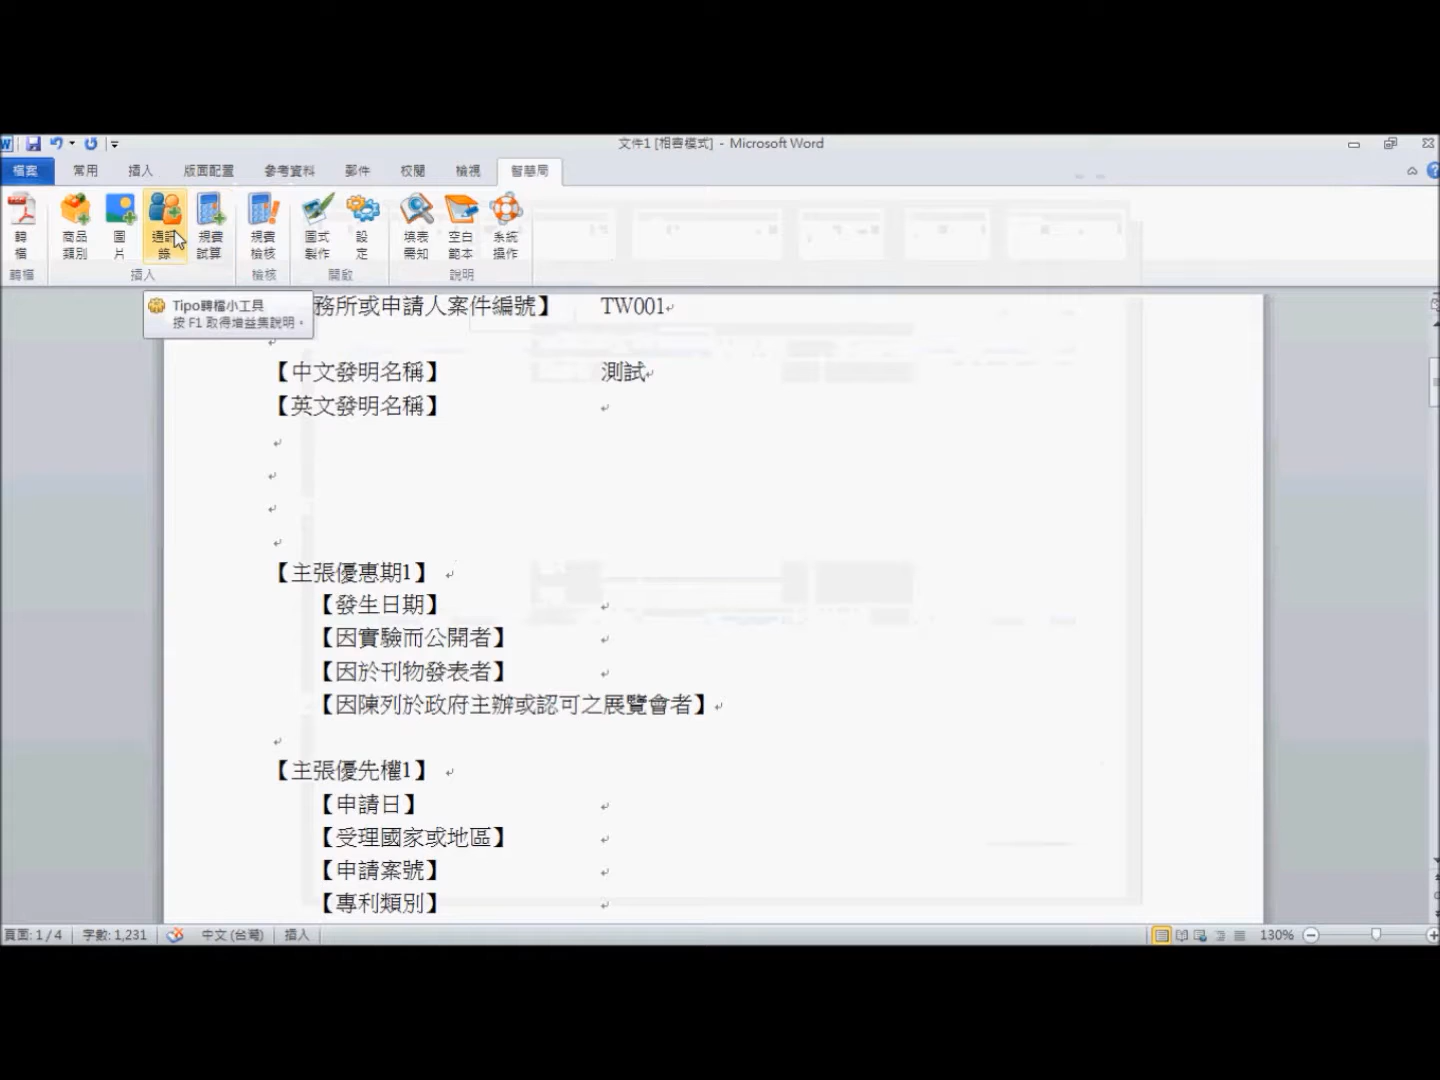 文件1 [相容模式] - Microsoft Word
檔案 常用 插入 版面配置 參考資料 郵件 校閱 檢視 智慧局
轉檔 商品類別 圖片 通訊錄 規費試算 規費檢核 圖式製作 設定 填表需知 空白範本 系統操作
轉檔 插入 檢核 開啟 說明
Tipo轉檔小工具
按 F1 取得增益集說明。
務所或申請人案件編號】 TW001
【中文發明名稱】 測試
【英文發明名稱】
【主張優惠期1】
【發生日期】
【因實驗而公開者】
【因於刊物發表者】
【因陳列於政府主辦或認可之展覽會者】
【主張優先權1】
【申請日】
【受理國家或地區】
【申請案號】
【專利類別】
頁面: 1 / 4 字數: 1,231 中文 (台灣) 插入 130%